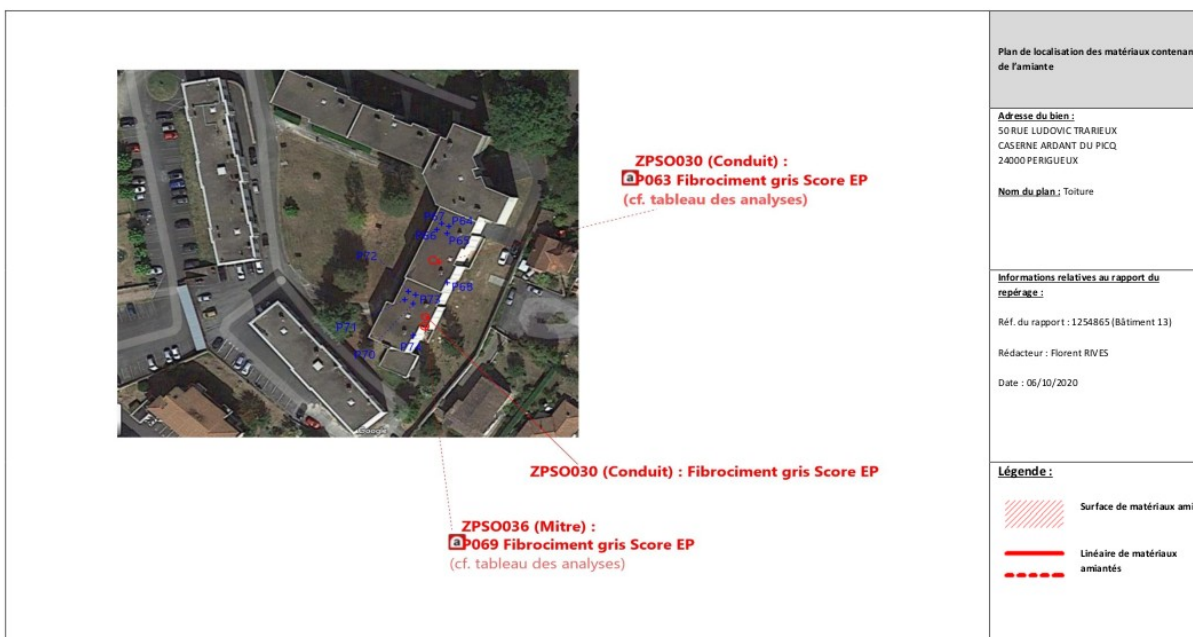 Plan de localisation des matériaux contenan
de l'amiante
Adresse du bien :
50 RUE LUDOVIC TRARIEUX
CASERNE ARDANT DU PICQ
24000 PERIGUEUX
Nom du plan : Toiture
Informations relatives au rapport du
repérage :
Réf. du rapport : 1254865 (Bâtiment 13)
Rédacteur : Florent RIVES
Date : 06/10/2020
Légende :
Surface de matériaux ami
Linéaire de matériaux
amiantés
ZPSO030 (Conduit) :
a P063 Fibrociment gris Score EP
(cf. tableau des analyses)
P67
P64
P66
P65
P72
P68
P73
P71
P70
Google
ZPSO030 (Conduit) : Fibrociment gris Score EP
ZPSO036 (Mitre) :
a P069 Fibrociment gris Score EP
(cf. tableau des analyses)